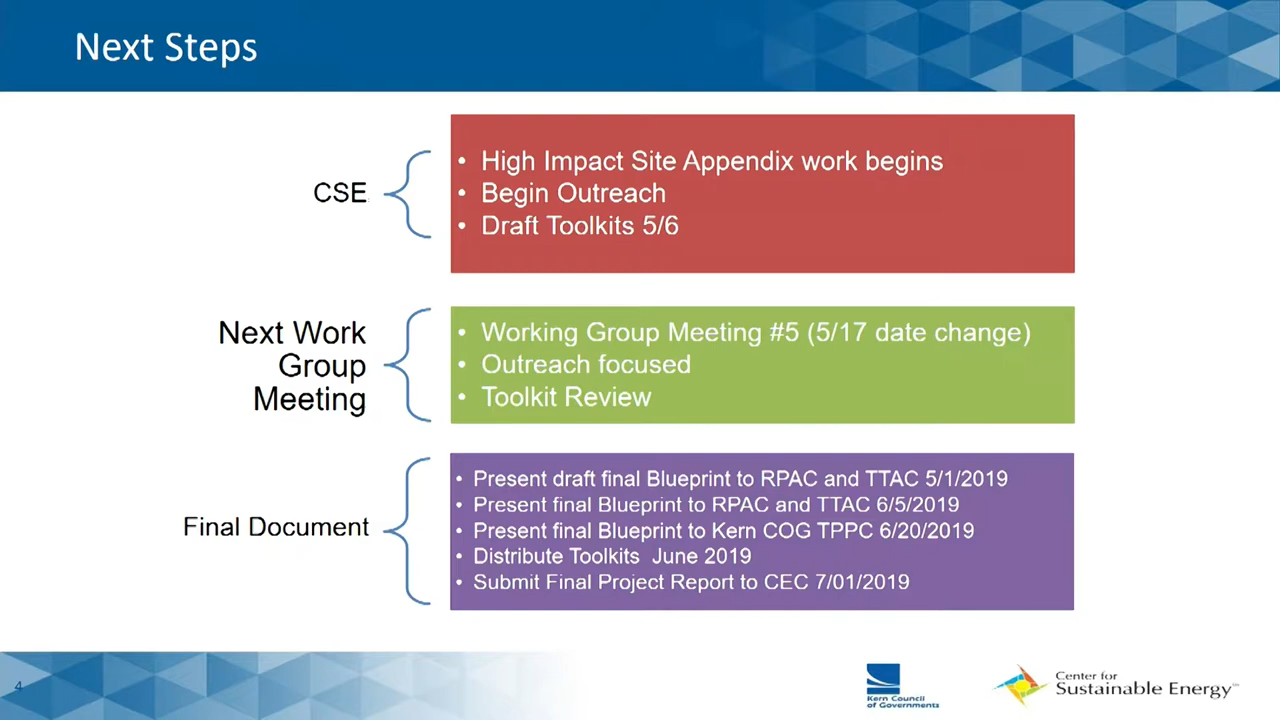 Next Steps
CSE
• High Impact Site Appendix work begins
• Begin Outreach
• Draft Toolkits 5/6
Next Work
Group
Meeting
• Working Group Meeting #5 (5/17 date change)
• Outreach focused
• Toolkit Review
Final Document
• Present draft final Blueprint to RPAC and TTAC 5/1/2019
• Present final Blueprint to RPAC and TTAC 6/5/2019
• Present final Blueprint to Kern COG TPPC 6/20/2019
• Distribute Toolkits  June 2019
• Submit Final Project Report to CEC 7/01/2019
4
Kern Council
of Governments
Center for
Sustainable Energy™